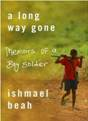 a long
way gone
Memoirs of a
Boy Soldier
ishmael
beah